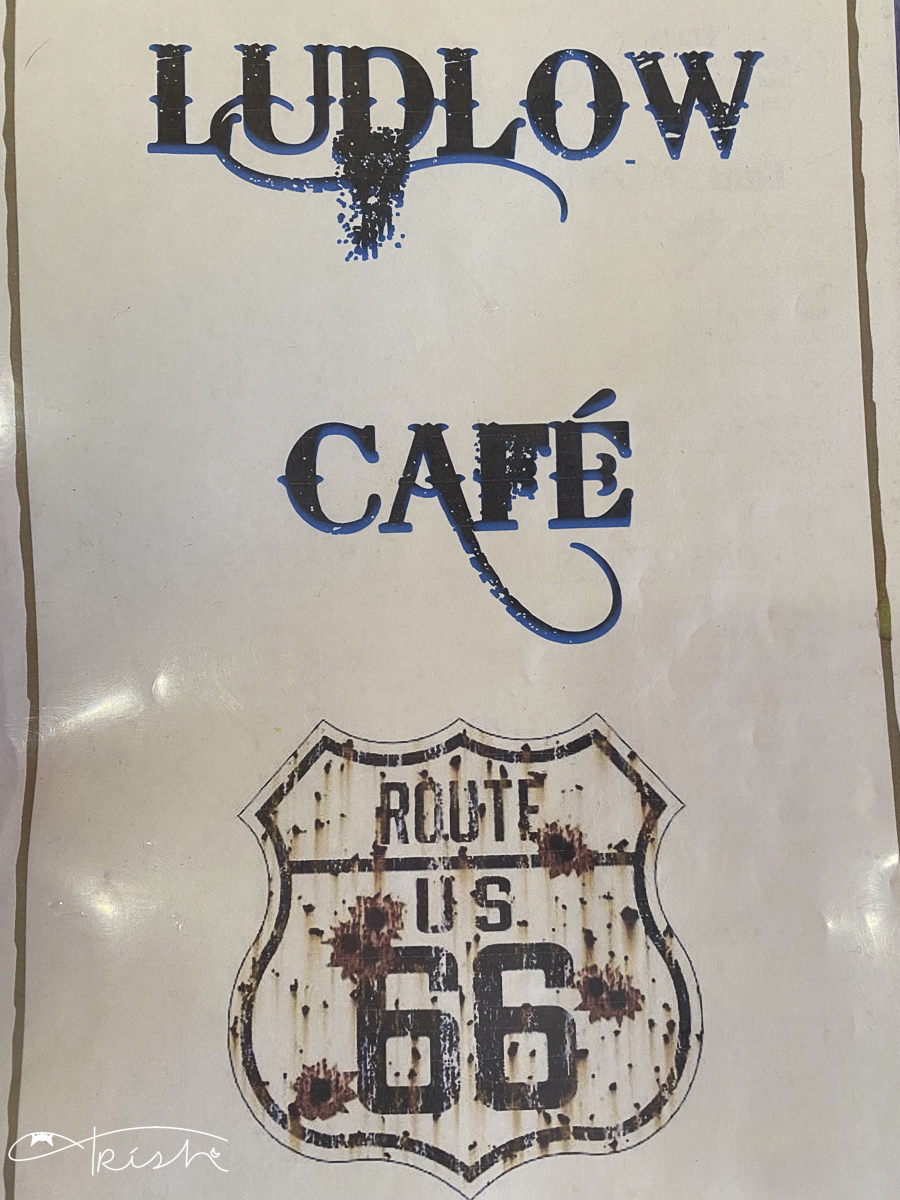 LUDLOW
CAFÉ
ROUTE
US
66
Trish